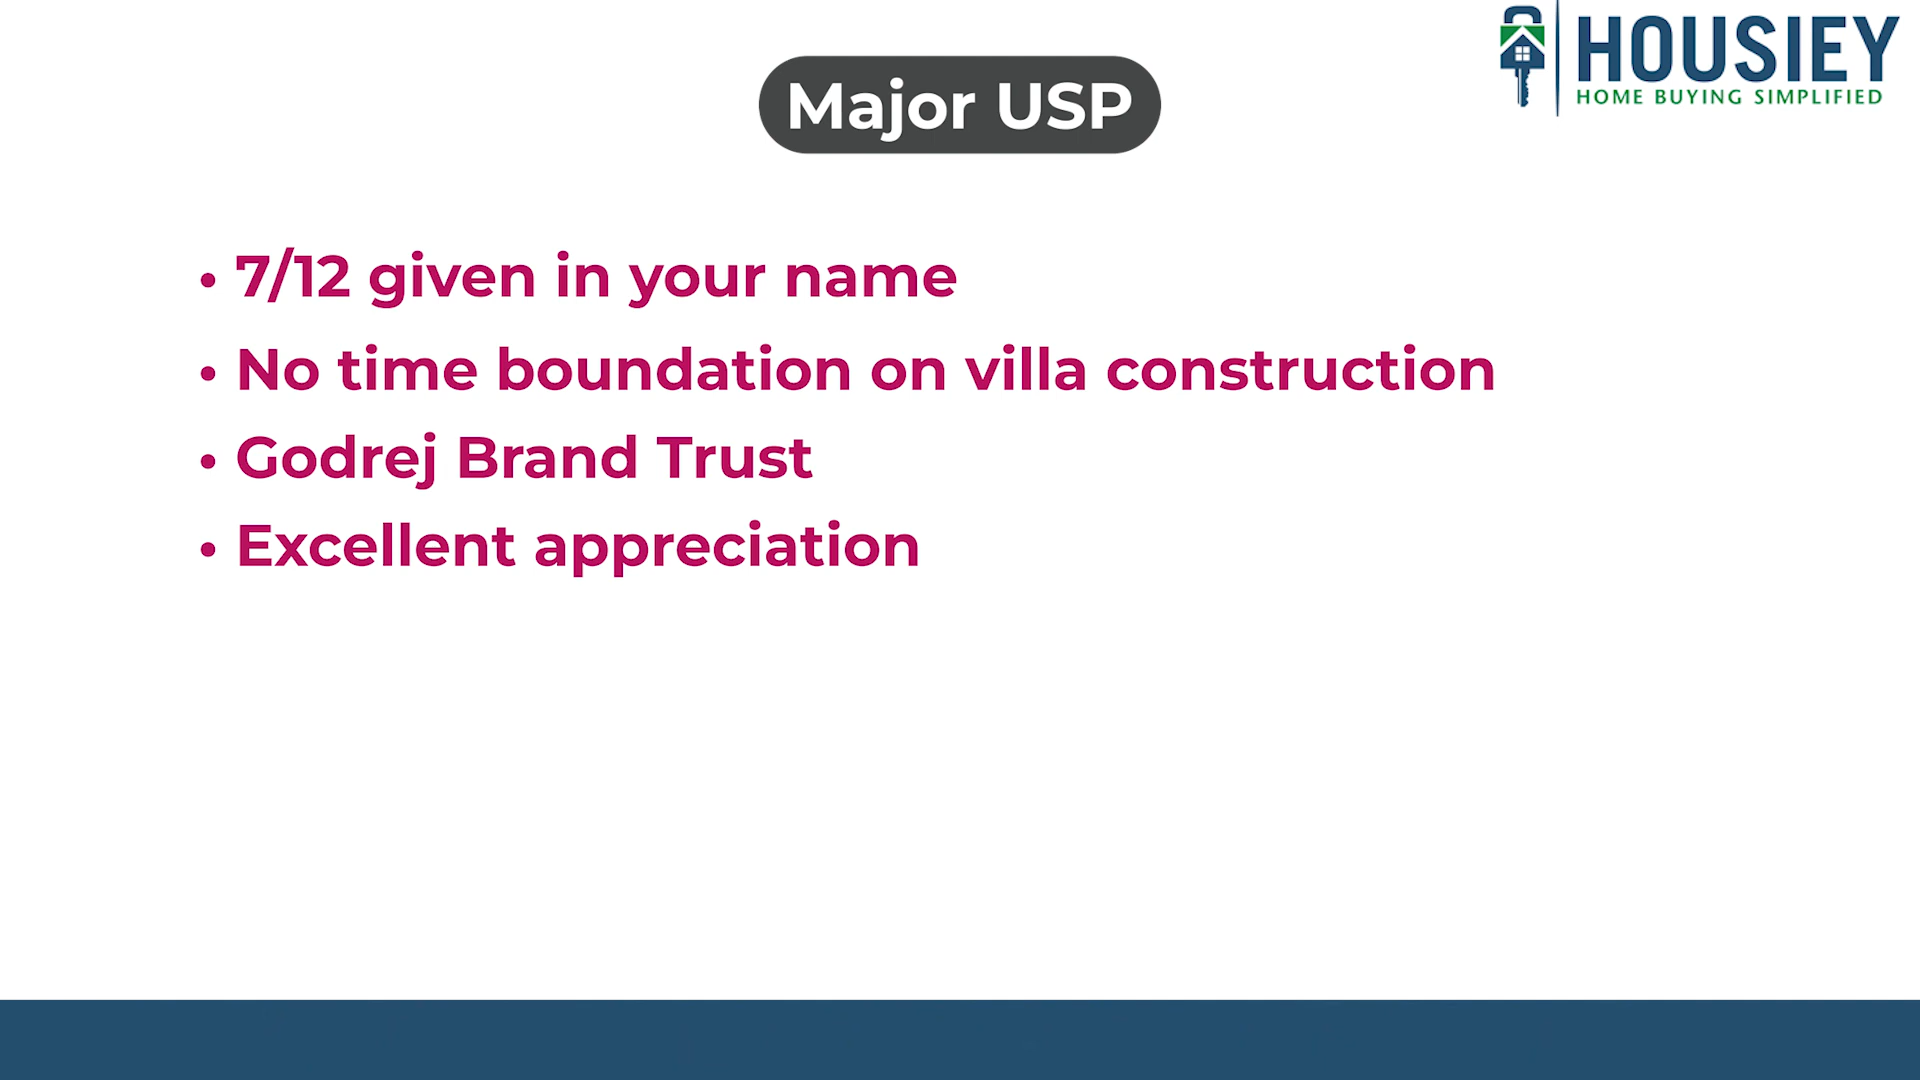 HOUSIEY
HOME BUYING SIMPLIFIED
Major USP
• 7/12 given in your name
• No time boundation on villa construction
• Godrej Brand Trust
• Excellent appreciation